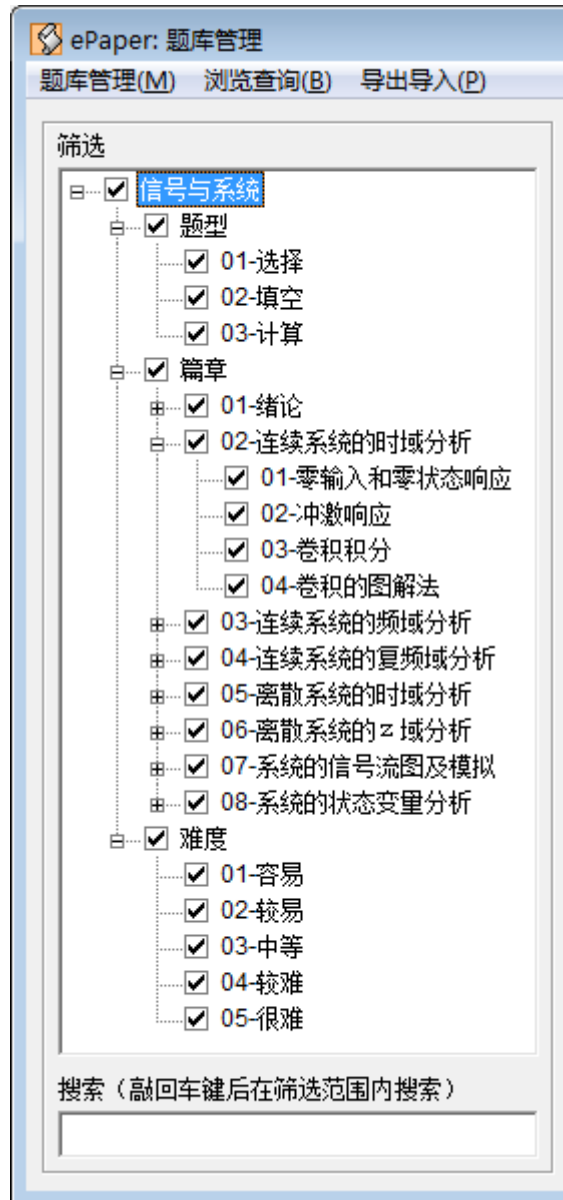 ePaper: 题库管理
题库管理(M) 浏览查询(B) 导出导入(P)
筛选
信号与系统
题型
01-选择
02-填空
03-计算
篇章
01-绪论
02-连续系统的时域分析
01-零输入和零状态响应
02-冲激响应
03-卷积积分
04-卷积的图解法
03-连续系统的频域分析
04-连续系统的复频域分析
05-离散系统的时域分析
06-离散系统的z域分析
07-系统的信号流图及模拟
08-系统的状态变量分析
难度
01-容易
02-较易
03-中等
04-较难
05-很难
搜索（敲回车键后在筛选范围内搜索）